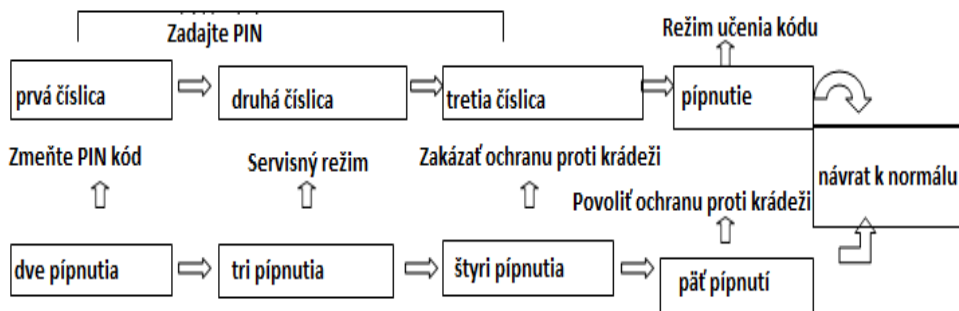 Zadajte PIN
Režim učenia kódu
prvá číslica
druhá číslica
tretia číslica
pípnutie
Zmeňte PIN kód
Servisný režim
Zakázať ochranu proti krádeži
návrat k normálu
Povoliť ochranu proti krádeži
dve pípnutia
tri pípnutia
štyri pípnutia
päť pípnutí